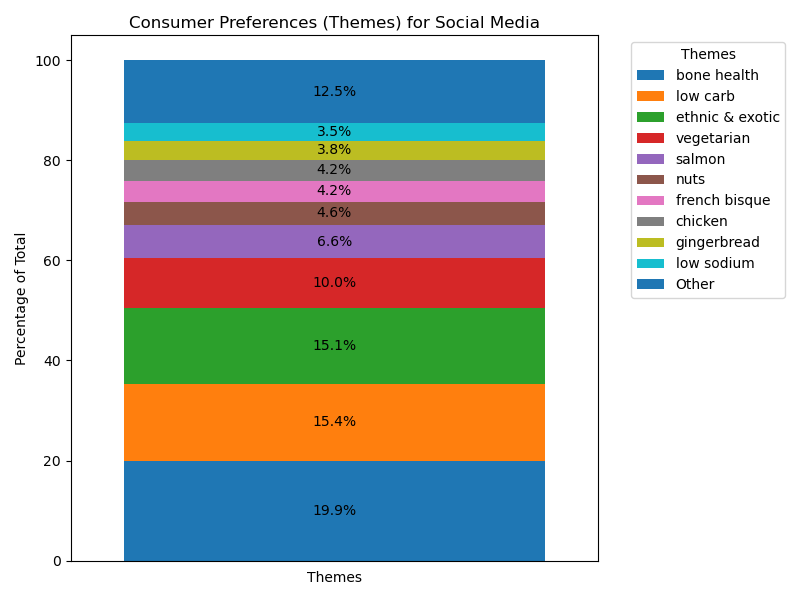 Consumer Preferences (Themes) for Social Media
Percentage of Total
100
80
60
40
20
0
12.5%
3.5%
3.8%
4.2%
4.2%
4.6%
6.6%
10.0%
15.1%
15.4%
19.9%
Themes
Themes
bone health
low carb
ethnic & exotic
vegetarian
salmon
nuts
french bisque
chicken
gingerbread
low sodium
Other